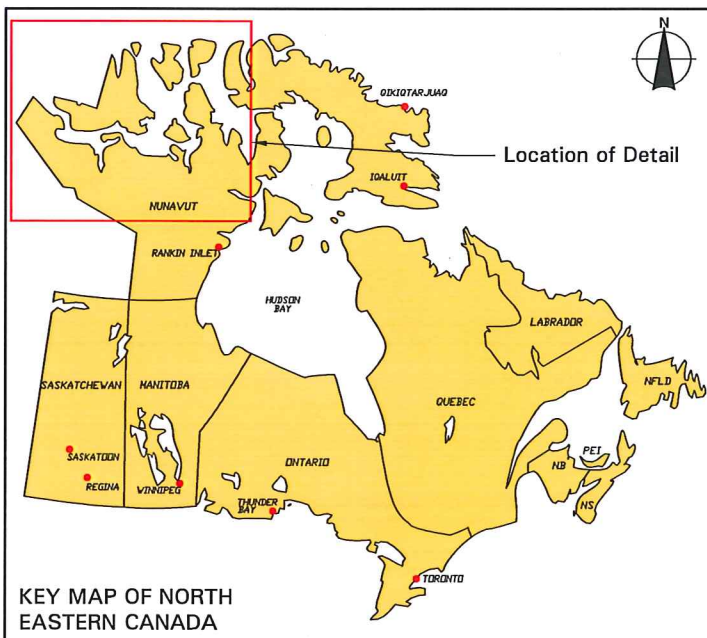 N
QIKIQTARJUAQ
Location of Detail
IQALUIT
NUNAVUT
RANKIN INLET
HUDSON
BAY
LABRADOR
SASKATCHEWAN
MANITOBA
NFLD
QUEBEC
PEI
SASKATOON
ONTARIO
NB
REGINA
WINNIPEG
THUNDER
BAY
NS
TORONTO
KEY MAP OF NORTH
EASTERN CANADA